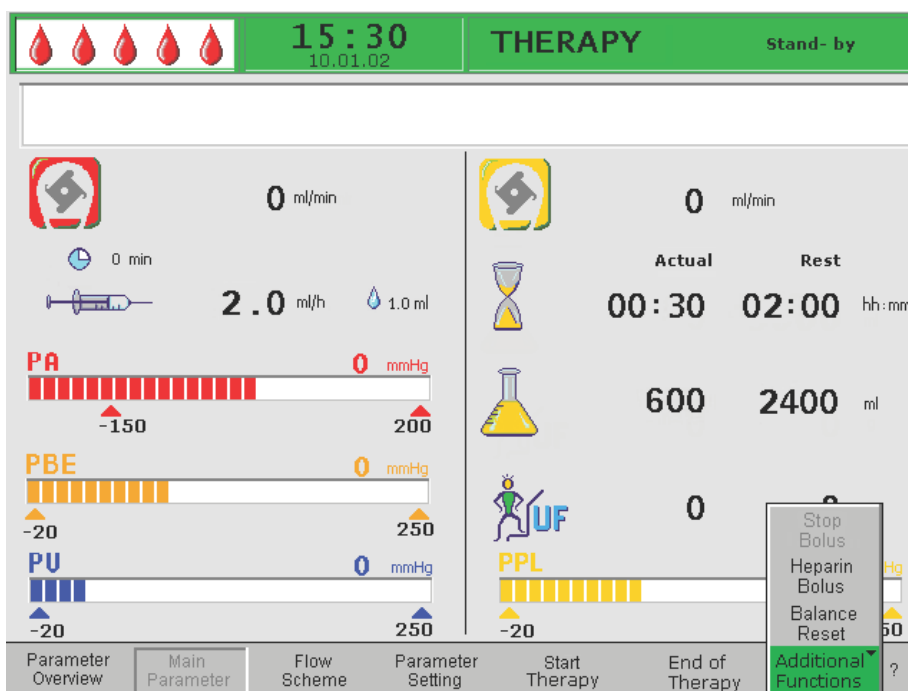 15:30
10.01.02
THERAPY
Stand- by
0 ml/min
0 min
2.0 ml/h 1.0 ml
PA 0 mmHg
-150 200
PBE 0 mmHg
-20 250
PV 0 mmHg
-20 250
0 ml/min
Actual Rest
00:30 02:00 hh:mm
600 2400 ml
UF 0
PPL
-20
Stop
Bolus
Heparin
Bolus
Balance
Reset
Additional
Functions
Parameter
Overview
Main
Parameter
Flow
Scheme
Parameter
Setting
Start
Therapy
End of
Therapy
?